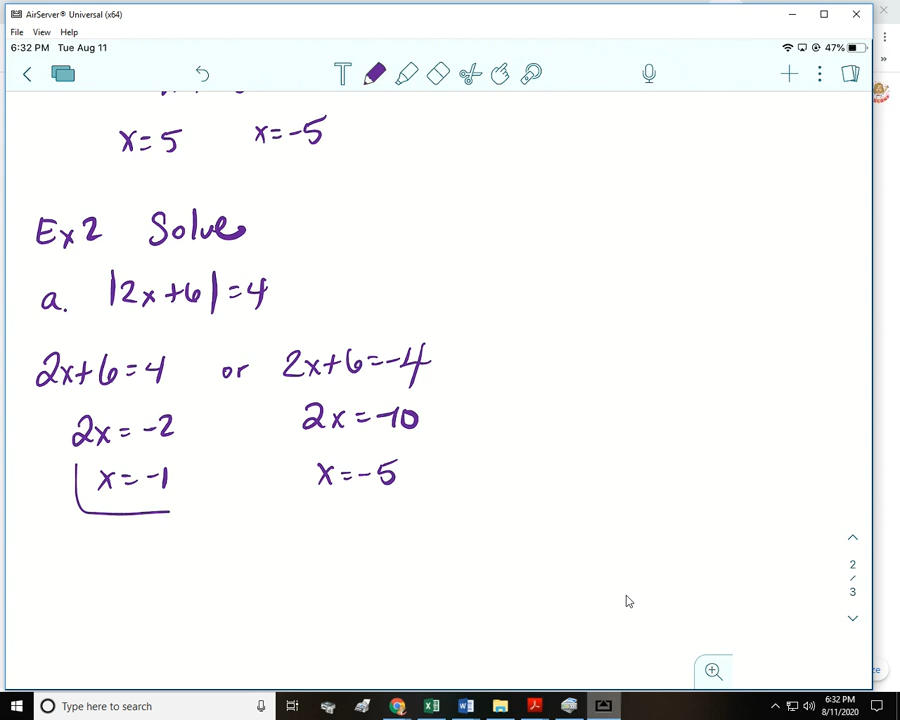 AirServer® Universal (x64)
File View Help
6:32 PM Tue Aug 11
47%
x=5 x=-5
Ex2 Solve
a. |2x+6|=4
2x+6=4 or 2x+6=-4
2x=-2 2x=-10
x=-1 x=-5
2
/
3
Type here to search
6:32 PM
8/11/2020